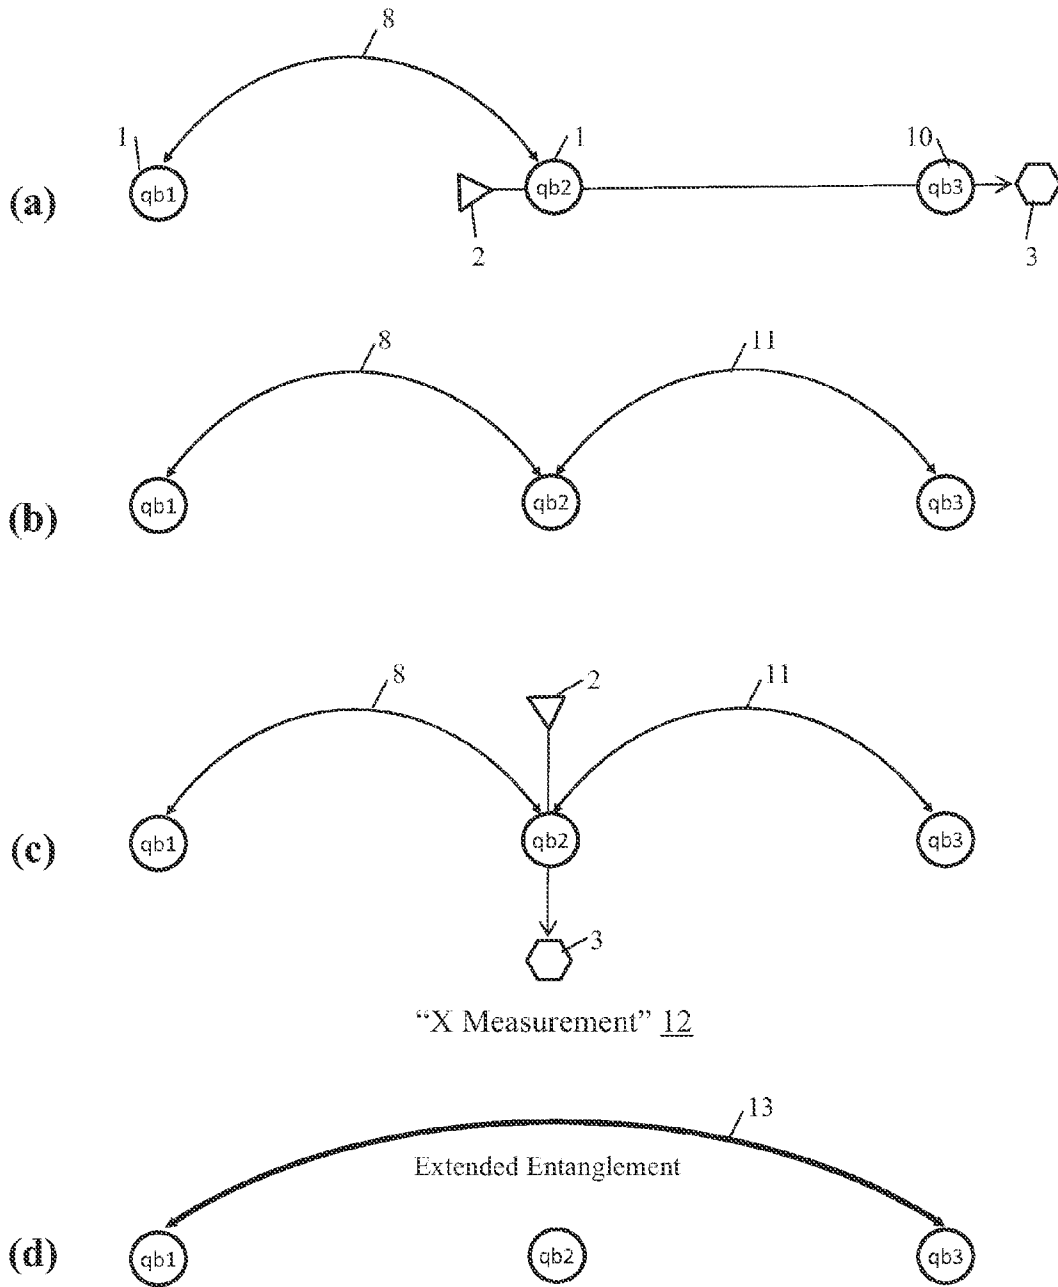 8
1
1
10
(a)
qb1
qb2
qb3
2
3
8
11
(b)
qb1
qb2
qb3
8
2
11
(c)
qb1
qb2
qb3
3
“X Measurement” 12
13
Extended Entanglement
(d)
qb1
qb2
qb3